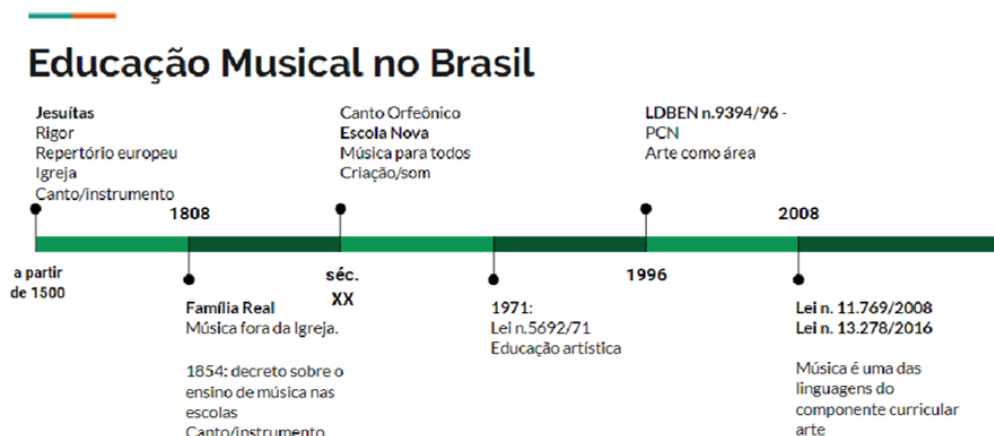 Educação Musical no Brasil
Jesuítas
Rigor
Repertório europeu
Igreja
Canto/instrumento
Canto Orfeônico
Escola Nova
Música para todos
Criação/som
LDBEN n.9394/96 -
PCN
Arte como área
1808
2008
a partir
de 1500
séc.
XX
1996
Família Real
Música fora da Igreja.
1854: decreto sobre o
ensino de música nas
escolas
Canto/instrumento
1971:
Lei n.5692/71
Educação artística
Lei n. 11.769/2008
Lei n. 13.278/2016
Música é uma das
linguagens do
componente curricular
arte